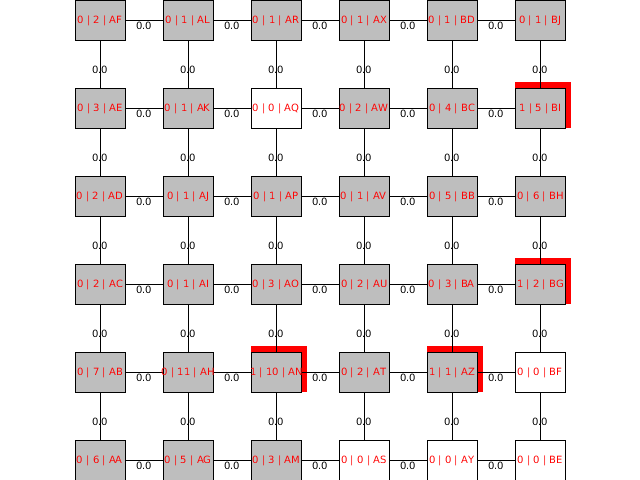 0 | 2 | AF 0.0 0 | 1 | AL 0.0 0 | 1 | AR 0.0 0 | 1 | AX 0.0 0 | 1 | BD 0.0 0 | 1 | BJ
0.0 0.0 0.0 0.0 0.0 0.0
0 | 3 | AE 0.0 0 | 1 | AK 0.0 0 | 0 | AQ 0.0 0 | 2 | AW 0.0 0 | 4 | BC 0.0 1 | 5 | BI
0.0 0.0 0.0 0.0 0.0 0.0
0 | 2 | AD 0.0 0 | 1 | AJ 0.0 0 | 1 | AP 0.0 0 | 1 | AV 0.0 0 | 5 | BB 0.0 0 | 6 | BH
0.0 0.0 0.0 0.0 0.0 0.0
0 | 2 | AC 0.0 0 | 1 | AI 0.0 0 | 3 | AO 0.0 0 | 2 | AU 0.0 0 | 3 | BA 0.0 1 | 2 | BG
0.0 0.0 0.0 0.0 0.0 0.0
0 | 7 | AB 0.0 0 | 11 | AH 0.0 1 | 10 | AN 0.0 0 | 2 | AT 0.0 1 | 1 | AZ 0.0 0 | 0 | BF
0.0 0.0 0.0 0.0 0.0 0.0
0 | 6 | AA 0.0 0 | 5 | AG 0.0 0 | 3 | AM 0.0 0 | 0 | AS 0.0 0 | 0 | AY 0.0 0 | 0 | BE